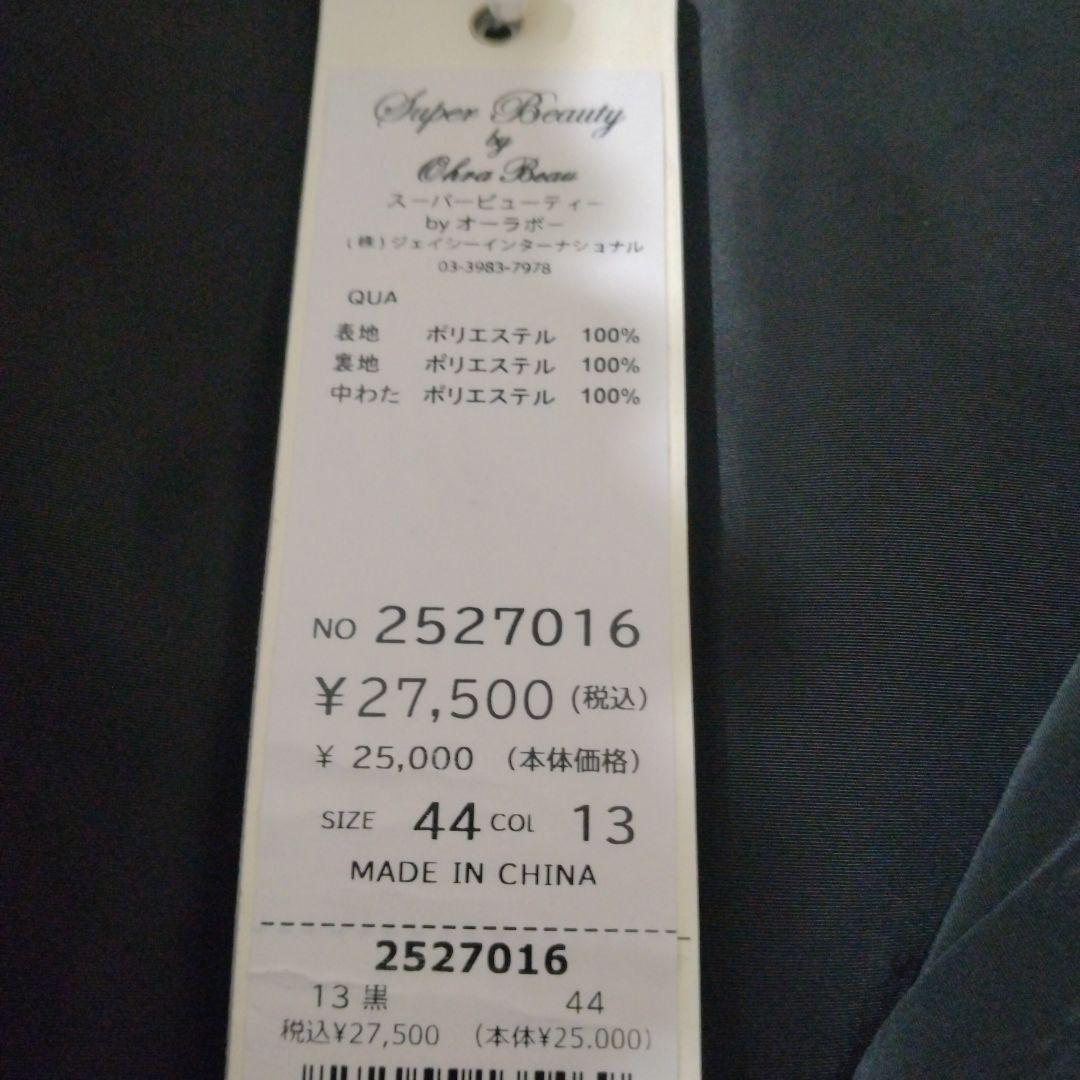 Super Beauty
by
Ohra Beau
スーパービューティー
by オーラボー
(株)ジェイシーインターナショナル
03-3983-7978
QUA
表地 ポリエステル 100%
裏地 ポリエステル 100%
中わた ポリエステル 100%
NO 2527016
¥27,500 (税込)
¥ 25,000 (本体価格)
SIZE 44 COL 13
MADE IN CHINA
2527016
13 黒 44
税込¥27,500 (本体¥25,000)